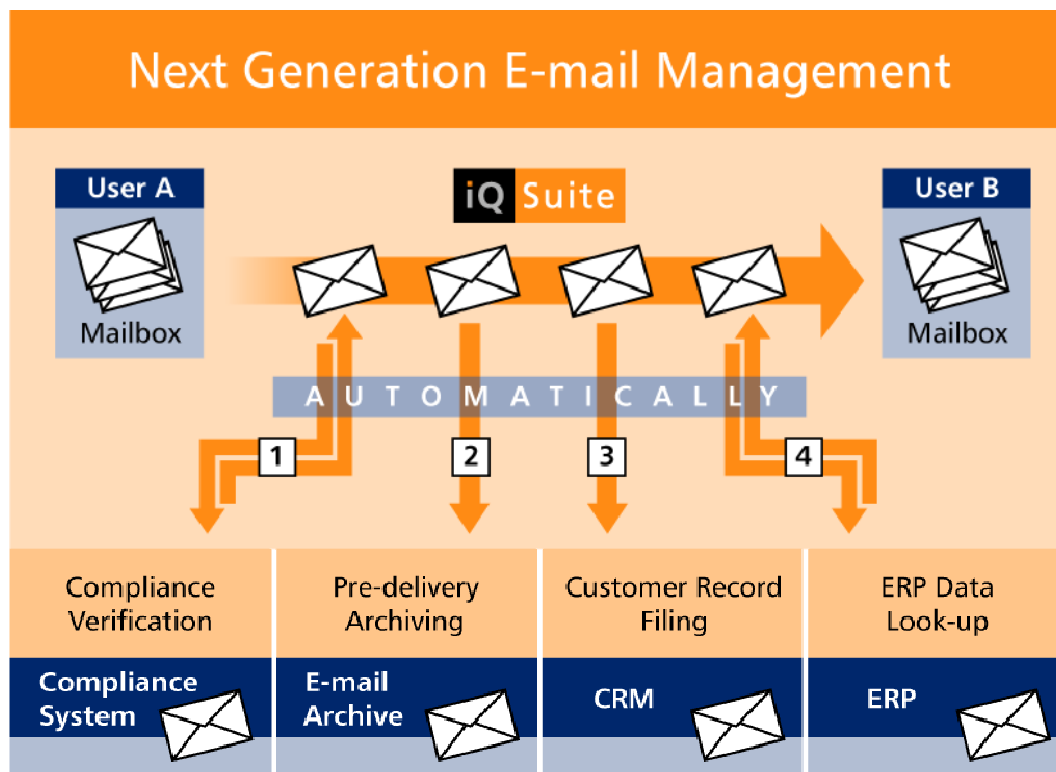 Next Generation E-mail Management
User A
iQ Suite
User B
Mailbox
Mailbox
AUTOMATICALLY
1
2
3
4
Compliance
Verification
Pre-delivery
Archiving
Customer Record
Filing
ERP Data
Look-up
Compliance
System
E-mail
Archive
CRM
ERP